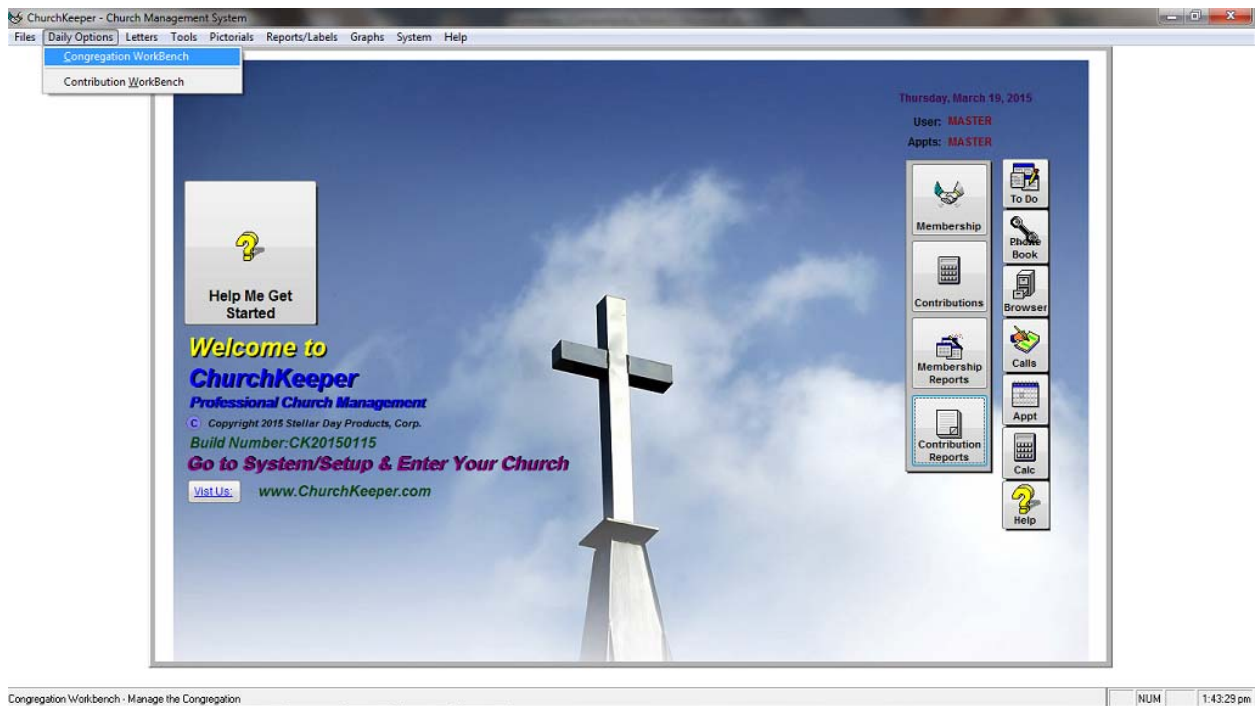 ChurchKeeper - Church Management System
Files Daily Options Letters Tools Pictorials Reports/Labels Graphs System Help
Congregation WorkBench
Contribution WorkBench
Thursday, March 19, 2015
User: MASTER
Appts: MASTER
Membership
Contributions
Membership
Reports
Contribution
Reports
To Do
Phone
Book
Browser
Calls
Appt
Calc
Help
Help Me Get
Started
Welcome to
ChurchKeeper
Professional Church Management
C Copyright 2015 Stellar Day Products, Corp.
Build Number:CK20150115
Go to System/Setup & Enter Your Church
Vist Us: www.ChurchKeeper.com
Congregation Workbench - Manage the Congregation NUM 1:43:29 pm